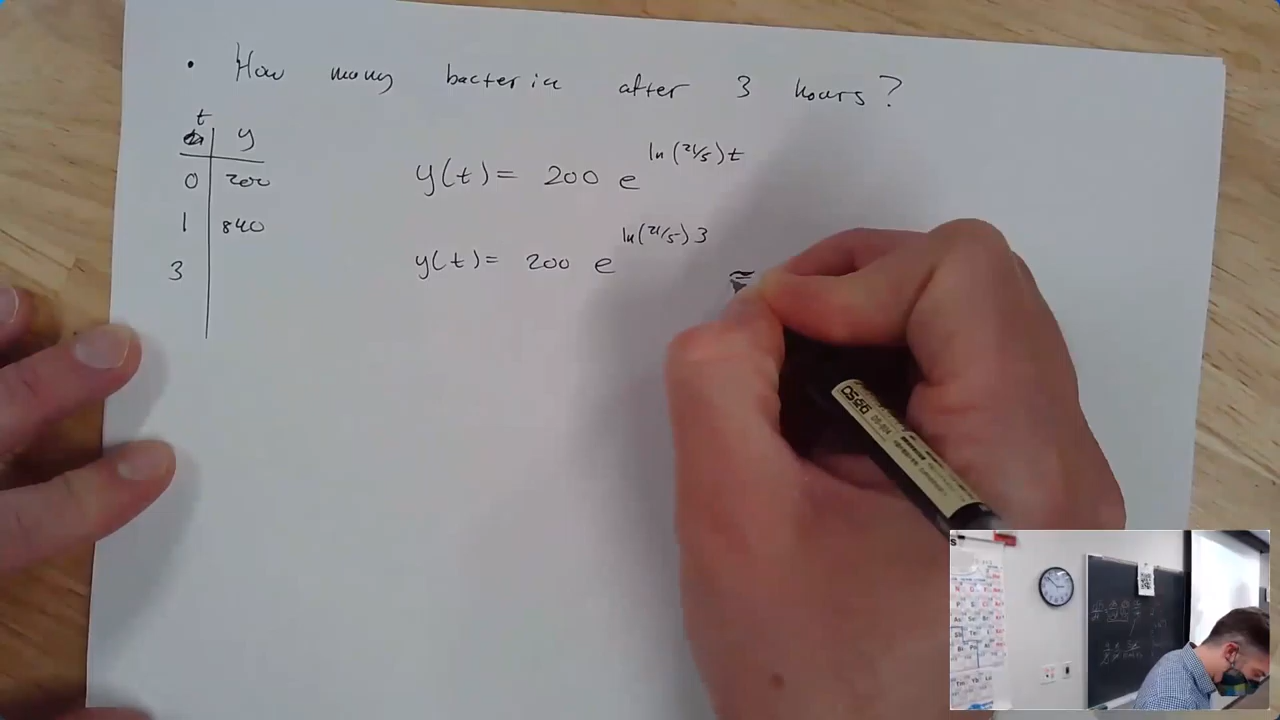 • How many bacteria after 3 hours?
t y
0 200
1 840
3
y(t) = 200 e^ln(21/5)t
y(t) = 200 e^ln(21/5)3